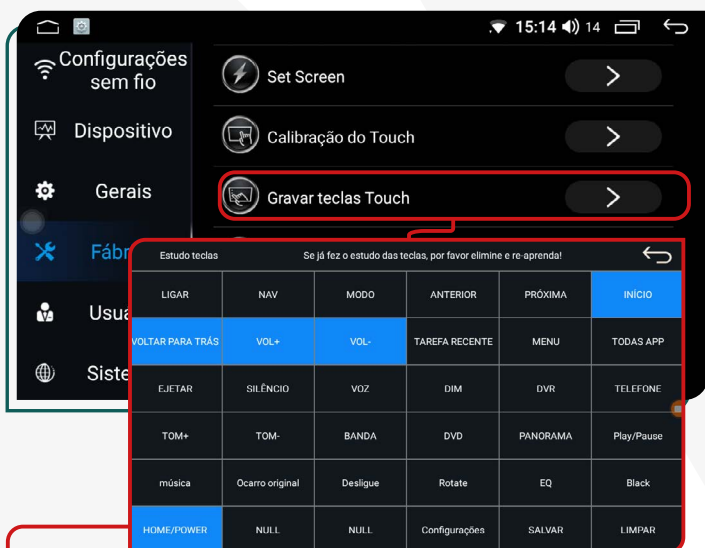 15:14 14
Configurações
sem fio
Set Screen
Dispositivo
Calibração do Touch
Gerais
Gravar teclas Touch
Fábr
Usua
Siste
Estudo teclas Se já fez o estudo das teclas, por favor elimine e re-aprenda!
LIGAR NAV MODO ANTERIOR PRÓXIMA INÍCIO
VOLTAR PARA TRÁS VOL+ VOL- TAREFA RECENTE MENU TODAS APP
EJETAR SILÊNCIO VOZ DIM DVR TELEFONE
TOM+ TOM- BANDA DVD PANORAMA Play/Pause
música Ocarro original Desligue Rotate EQ Black
HOME/POWER NULL NULL Configurações SALVAR LIMPAR